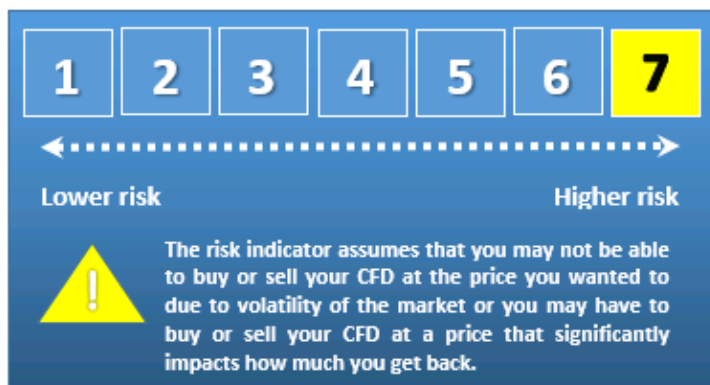 1 2 3 4 5 6 7
Lower risk Higher risk
!
The risk indicator assumes that you may not be able
to buy or sell your CFD at the price you wanted to
due to volatility of the market or you may have to
buy or sell your CFD at a price that significantly
impacts how much you get back.